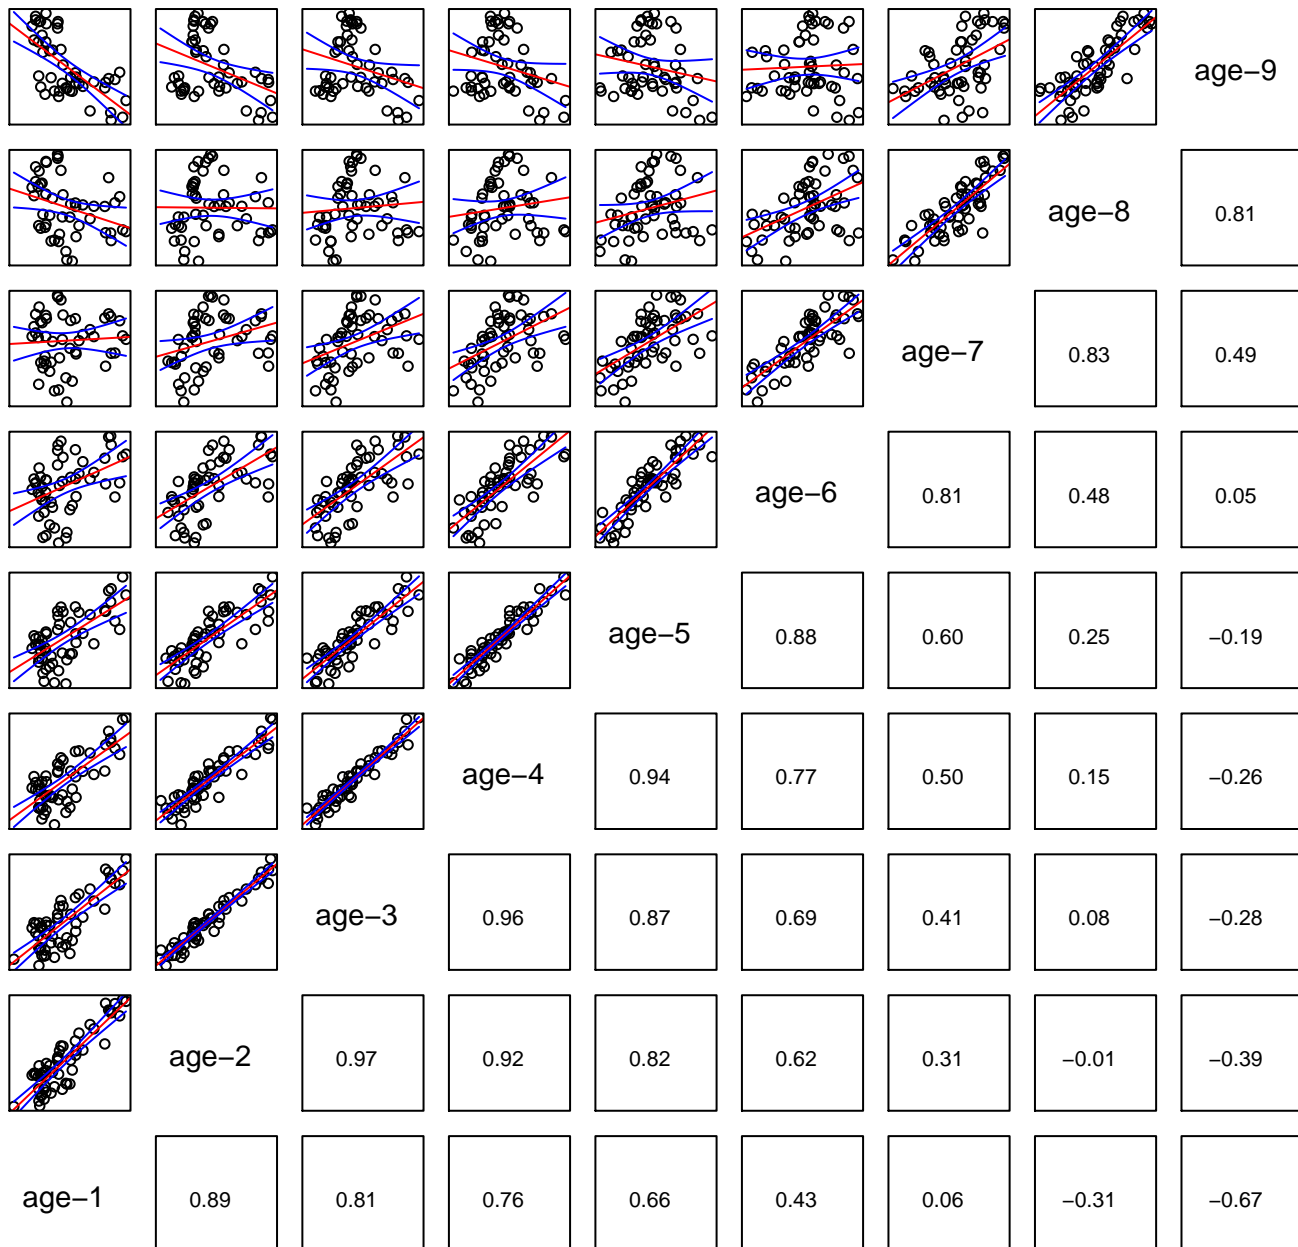 age−9
age−8 0.81
age−7 0.83 0.49
age−6 0.81 0.48 0.05
age−5 0.88 0.60 0.25 −0.19
age−4 0.94 0.77 0.50 0.15 −0.26
age−3 0.96 0.87 0.69 0.41 0.08 −0.28
age−2 0.97 0.92 0.82 0.62 0.31 −0.01 −0.39
age−1 0.89 0.81 0.76 0.66 0.43 0.06 −0.31 −0.67